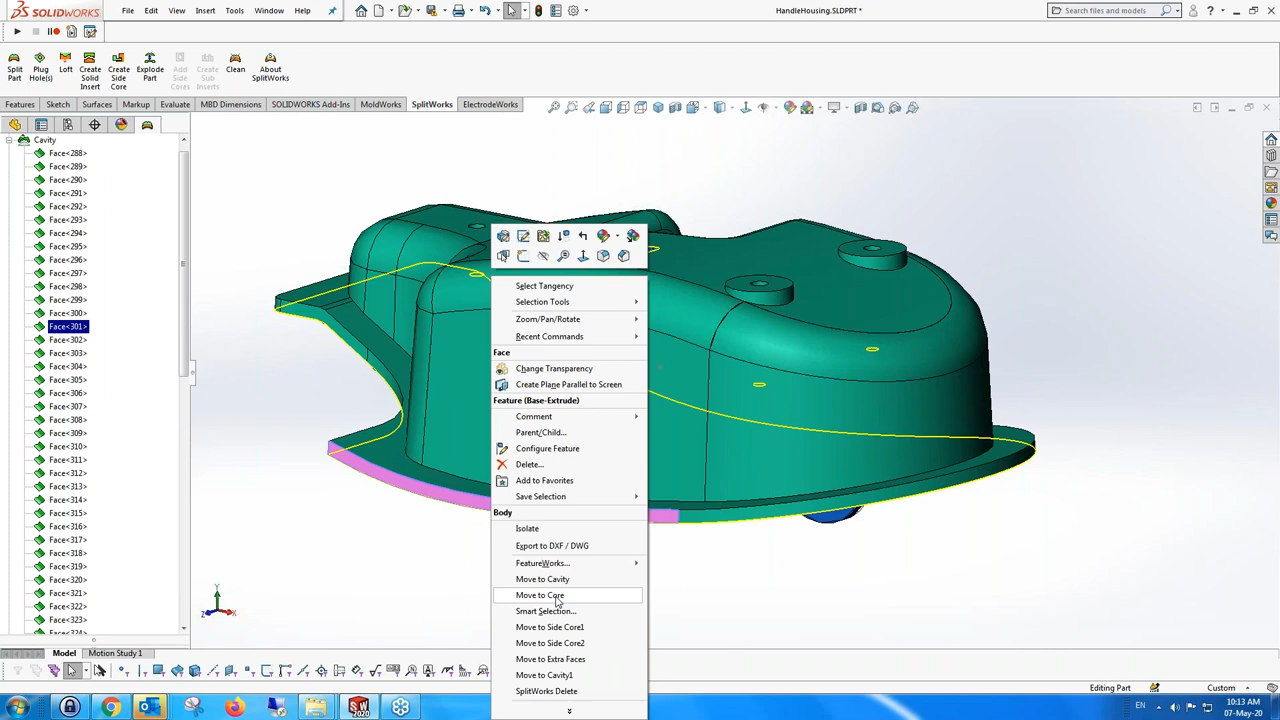 SOLIDWORKS File Edit View Insert Tools Window Help HandleHousing.SLDPRT * Search files and models
Split Part
Plug Hole(s)
Loft
Create Solid Insert
Create Side Core
Explode Part
Add Side Cores
Create Sub Inserts
Clean
About SplitWorks
Features Sketch Surfaces Markup Evaluate MBD Dimensions SOLIDWORKS Add-Ins MoldWorks SplitWorks ElectrodeWorks
Cavity
Face<288>
Face<289>
Face<290>
Face<291>
Face<292>
Face<293>
Face<294>
Face<295>
Face<296>
Face<297>
Face<298>
Face<299>
Face<300>
Face<301>
Face<302>
Face<303>
Face<304>
Face<305>
Face<306>
Face<307>
Face<308>
Face<309>
Face<310>
Face<311>
Face<312>
Face<313>
Face<314>
Face<315>
Face<316>
Face<317>
Face<318>
Face<319>
Face<320>
Face<321>
Face<322>
Face<323>
Face<324>
Select Tangency
Selection Tools
Zoom/Pan/Rotate
Recent Commands
Face
Change Transparency
Create Plane Parallel to Screen
Feature (Base-Extrude)
Comment
Parent/Child...
Configure Feature
Delete...
Add to Favorites
Save Selection
Body
Isolate
Export to DXF / DWG
FeatureWorks...
Move to Cavity
Move to Core
Smart Selection...
Move to Side Core1
Move to Side Core2
Move to Extra Faces
Move to Cavity1
SplitWorks Delete
Y
Z X
Model Motion Study 1
Editing Part Custom
SW 2020
EN 10:13 AM
07-May-20